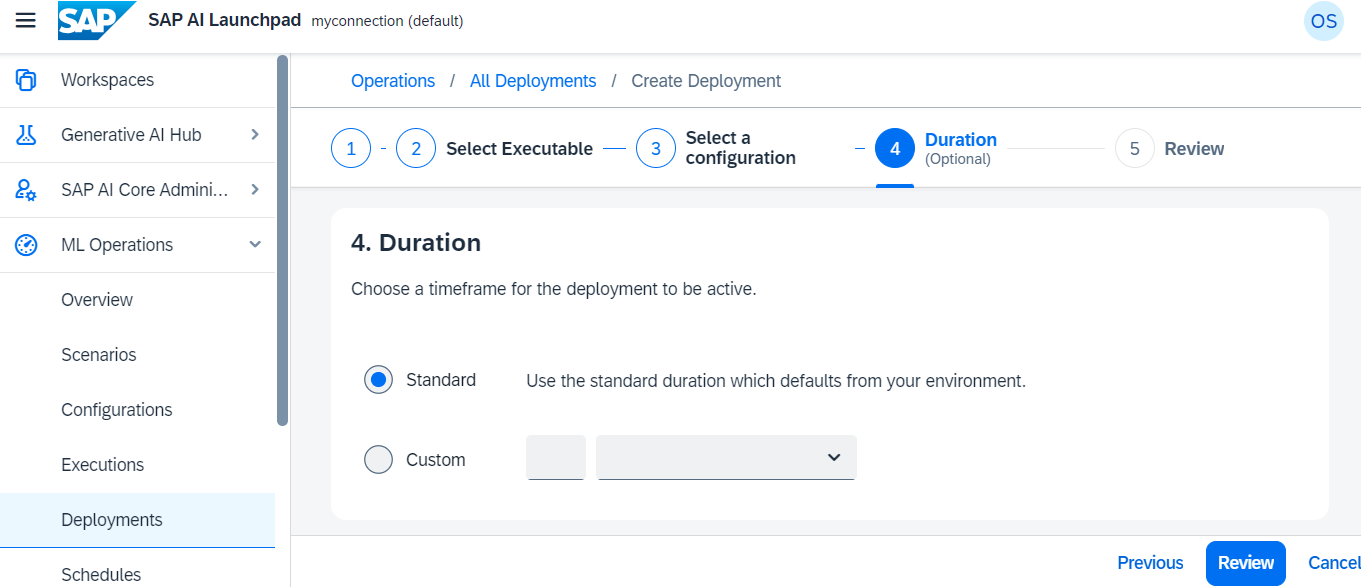 SAP SAP AI Launchpad myconnection (default) OS
Workspaces
Generative AI Hub
SAP AI Core Admini...
ML Operations
Overview
Scenarios
Configurations
Executions
Deployments
Schedules
Operations / All Deployments / Create Deployment
1 - 2 Select Executable — 3 Select a
configuration
4 Duration
(Optional)
5 Review
4. Duration
Choose a timeframe for the deployment to be active.
Standard Use the standard duration which defaults from your environment.
Custom
Previous Review Cancel